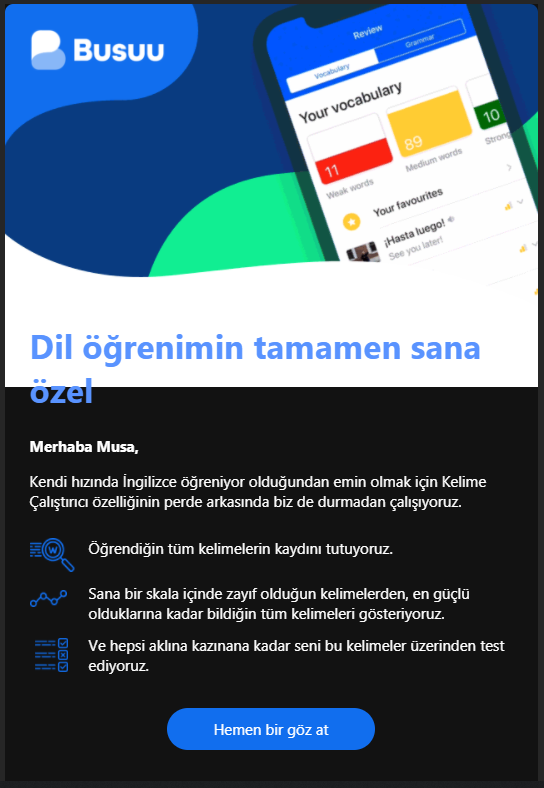 Busuu
Review
Vocabulary
Grammar
Your vocabulary
11
89
10
Weak words
Medium words
Strong
Your favourites
¡Hasta luego!
See you later!
Dil öğrenimin tamamen sana
özel
Merhaba Musa,
Kendi hızında İngilizce öğreniyor olduğundan emin olmak için Kelime
Çalıştırıcı özelliğinin perde arkasında biz de durmadan çalışıyoruz.
W
Öğrendiğin tüm kelimelerin kaydını tutuyoruz.
Sana bir skala içinde zayıf olduğun kelimelerden, en güçlü
olduklarına kadar bildiğin tüm kelimeleri gösteriyoruz.
Ve hepsi aklına kazınana kadar seni bu kelimeler üzerinden test
ediyoruz.
Hemen bir göz at